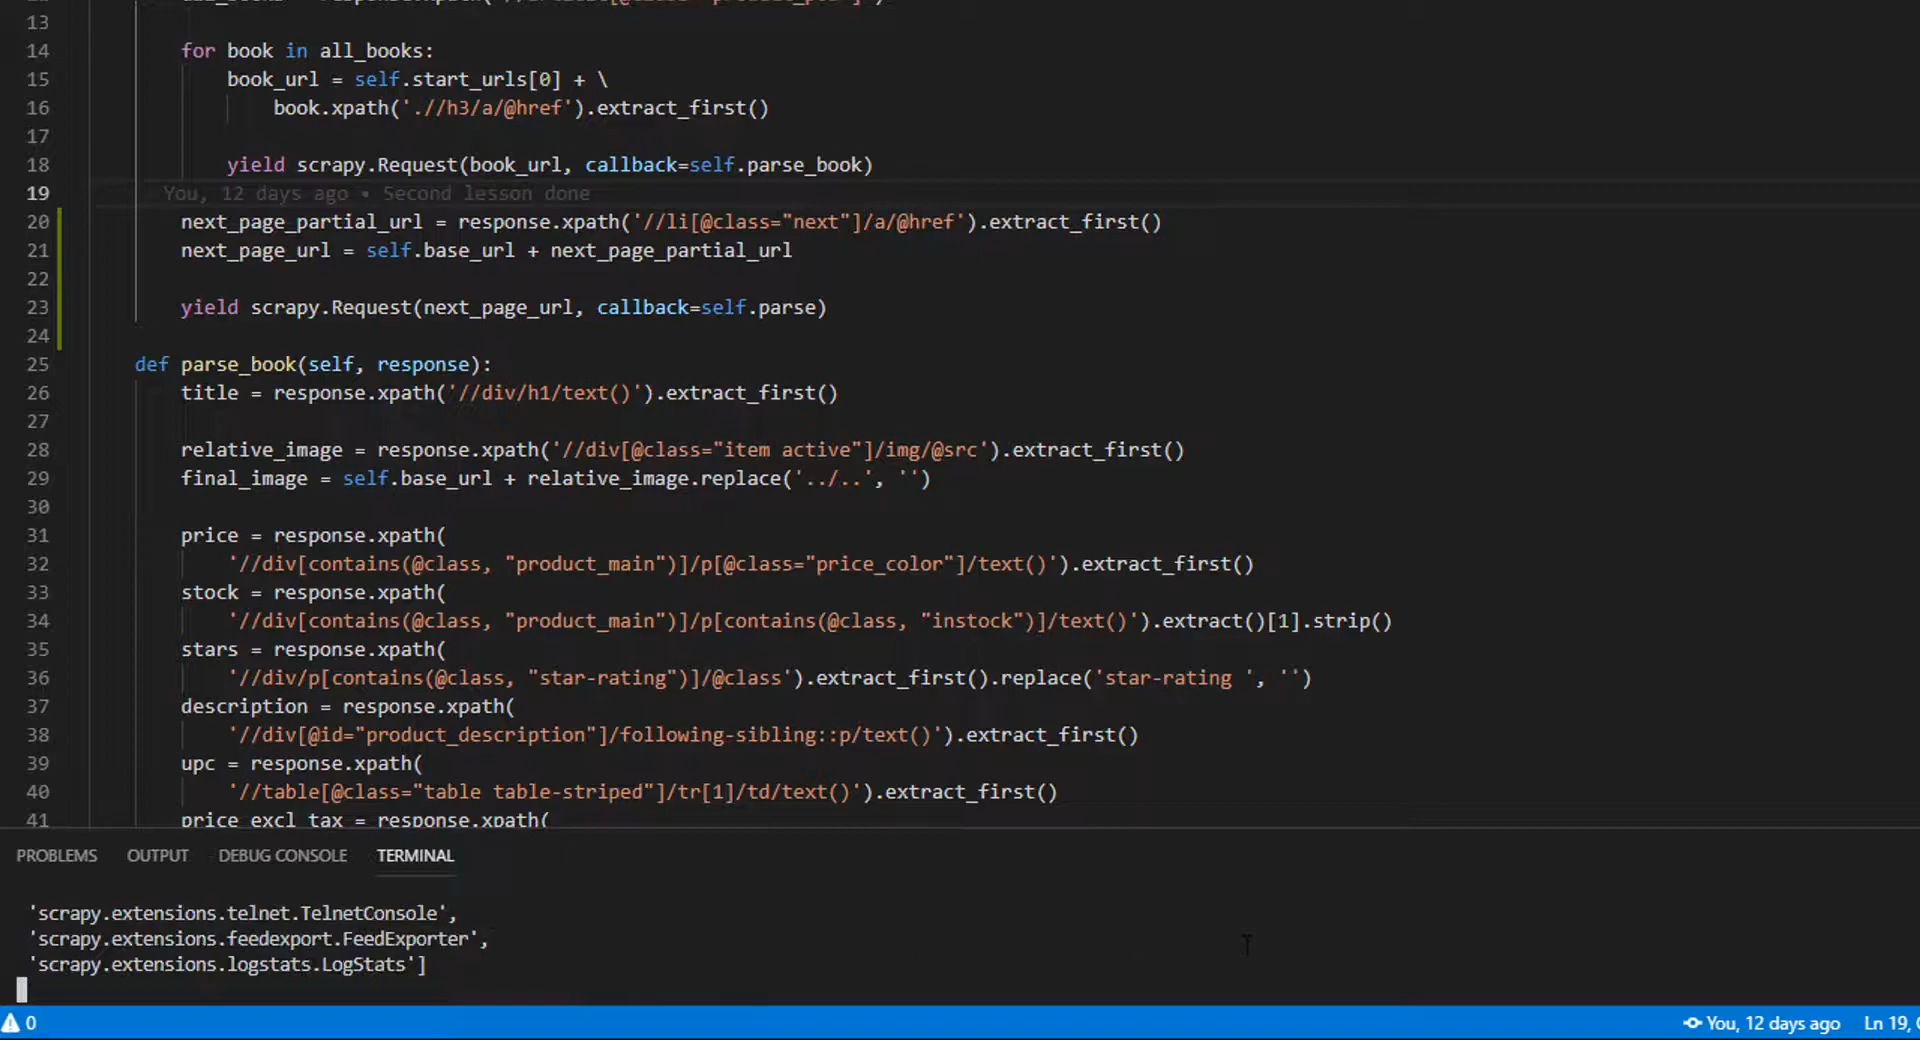 13
14 for book in all_books:
15 book_url = self.start_urls[0] + \
16 book.xpath('.//h3/a/@href').extract_first()
17
18 yield scrapy.Request(book_url, callback=self.parse_book)
19 You, 12 days ago • Second lesson done
20 next_page_partial_url = response.xpath('//li[@class="next"]/a/@href').extract_first()
21 next_page_url = self.base_url + next_page_partial_url
22
23 yield scrapy.Request(next_page_url, callback=self.parse)
24
25 def parse_book(self, response):
26 title = response.xpath('//div/h1/text()').extract_first()
27
28 relative_image = response.xpath('//div[@class="item active"]/img/@src').extract_first()
29 final_image = self.base_url + relative_image.replace('../..', '')
30
31 price = response.xpath(
32 '//div[contains(@class, "product_main")]/p[@class="price_color"]/text()').extract_first()
33 stock = response.xpath(
34 '//div[contains(@class, "product_main")]/p[contains(@class, "instock")]/text()').extract()[1].strip()
35 stars = response.xpath(
36 '//div/p[contains(@class, "star-rating")]/@class').extract_first().replace('star-rating ', '')
37 description = response.xpath(
38 '//div[@id="product_description"]/following-sibling::p/text()').extract_first()
39 upc = response.xpath(
40 '//table[@class="table table-striped"]/tr[1]/td/text()').extract_first()
41 price_excl_tax = response.xpath(
PROBLEMS OUTPUT DEBUG CONSOLE TERMINAL
'scrapy.extensions.telnet.TelnetConsole',
'scrapy.extensions.feedexport.FeedExporter',
'scrapy.extensions.logstats.LogStats']
0 You, 12 days ago Ln 19,